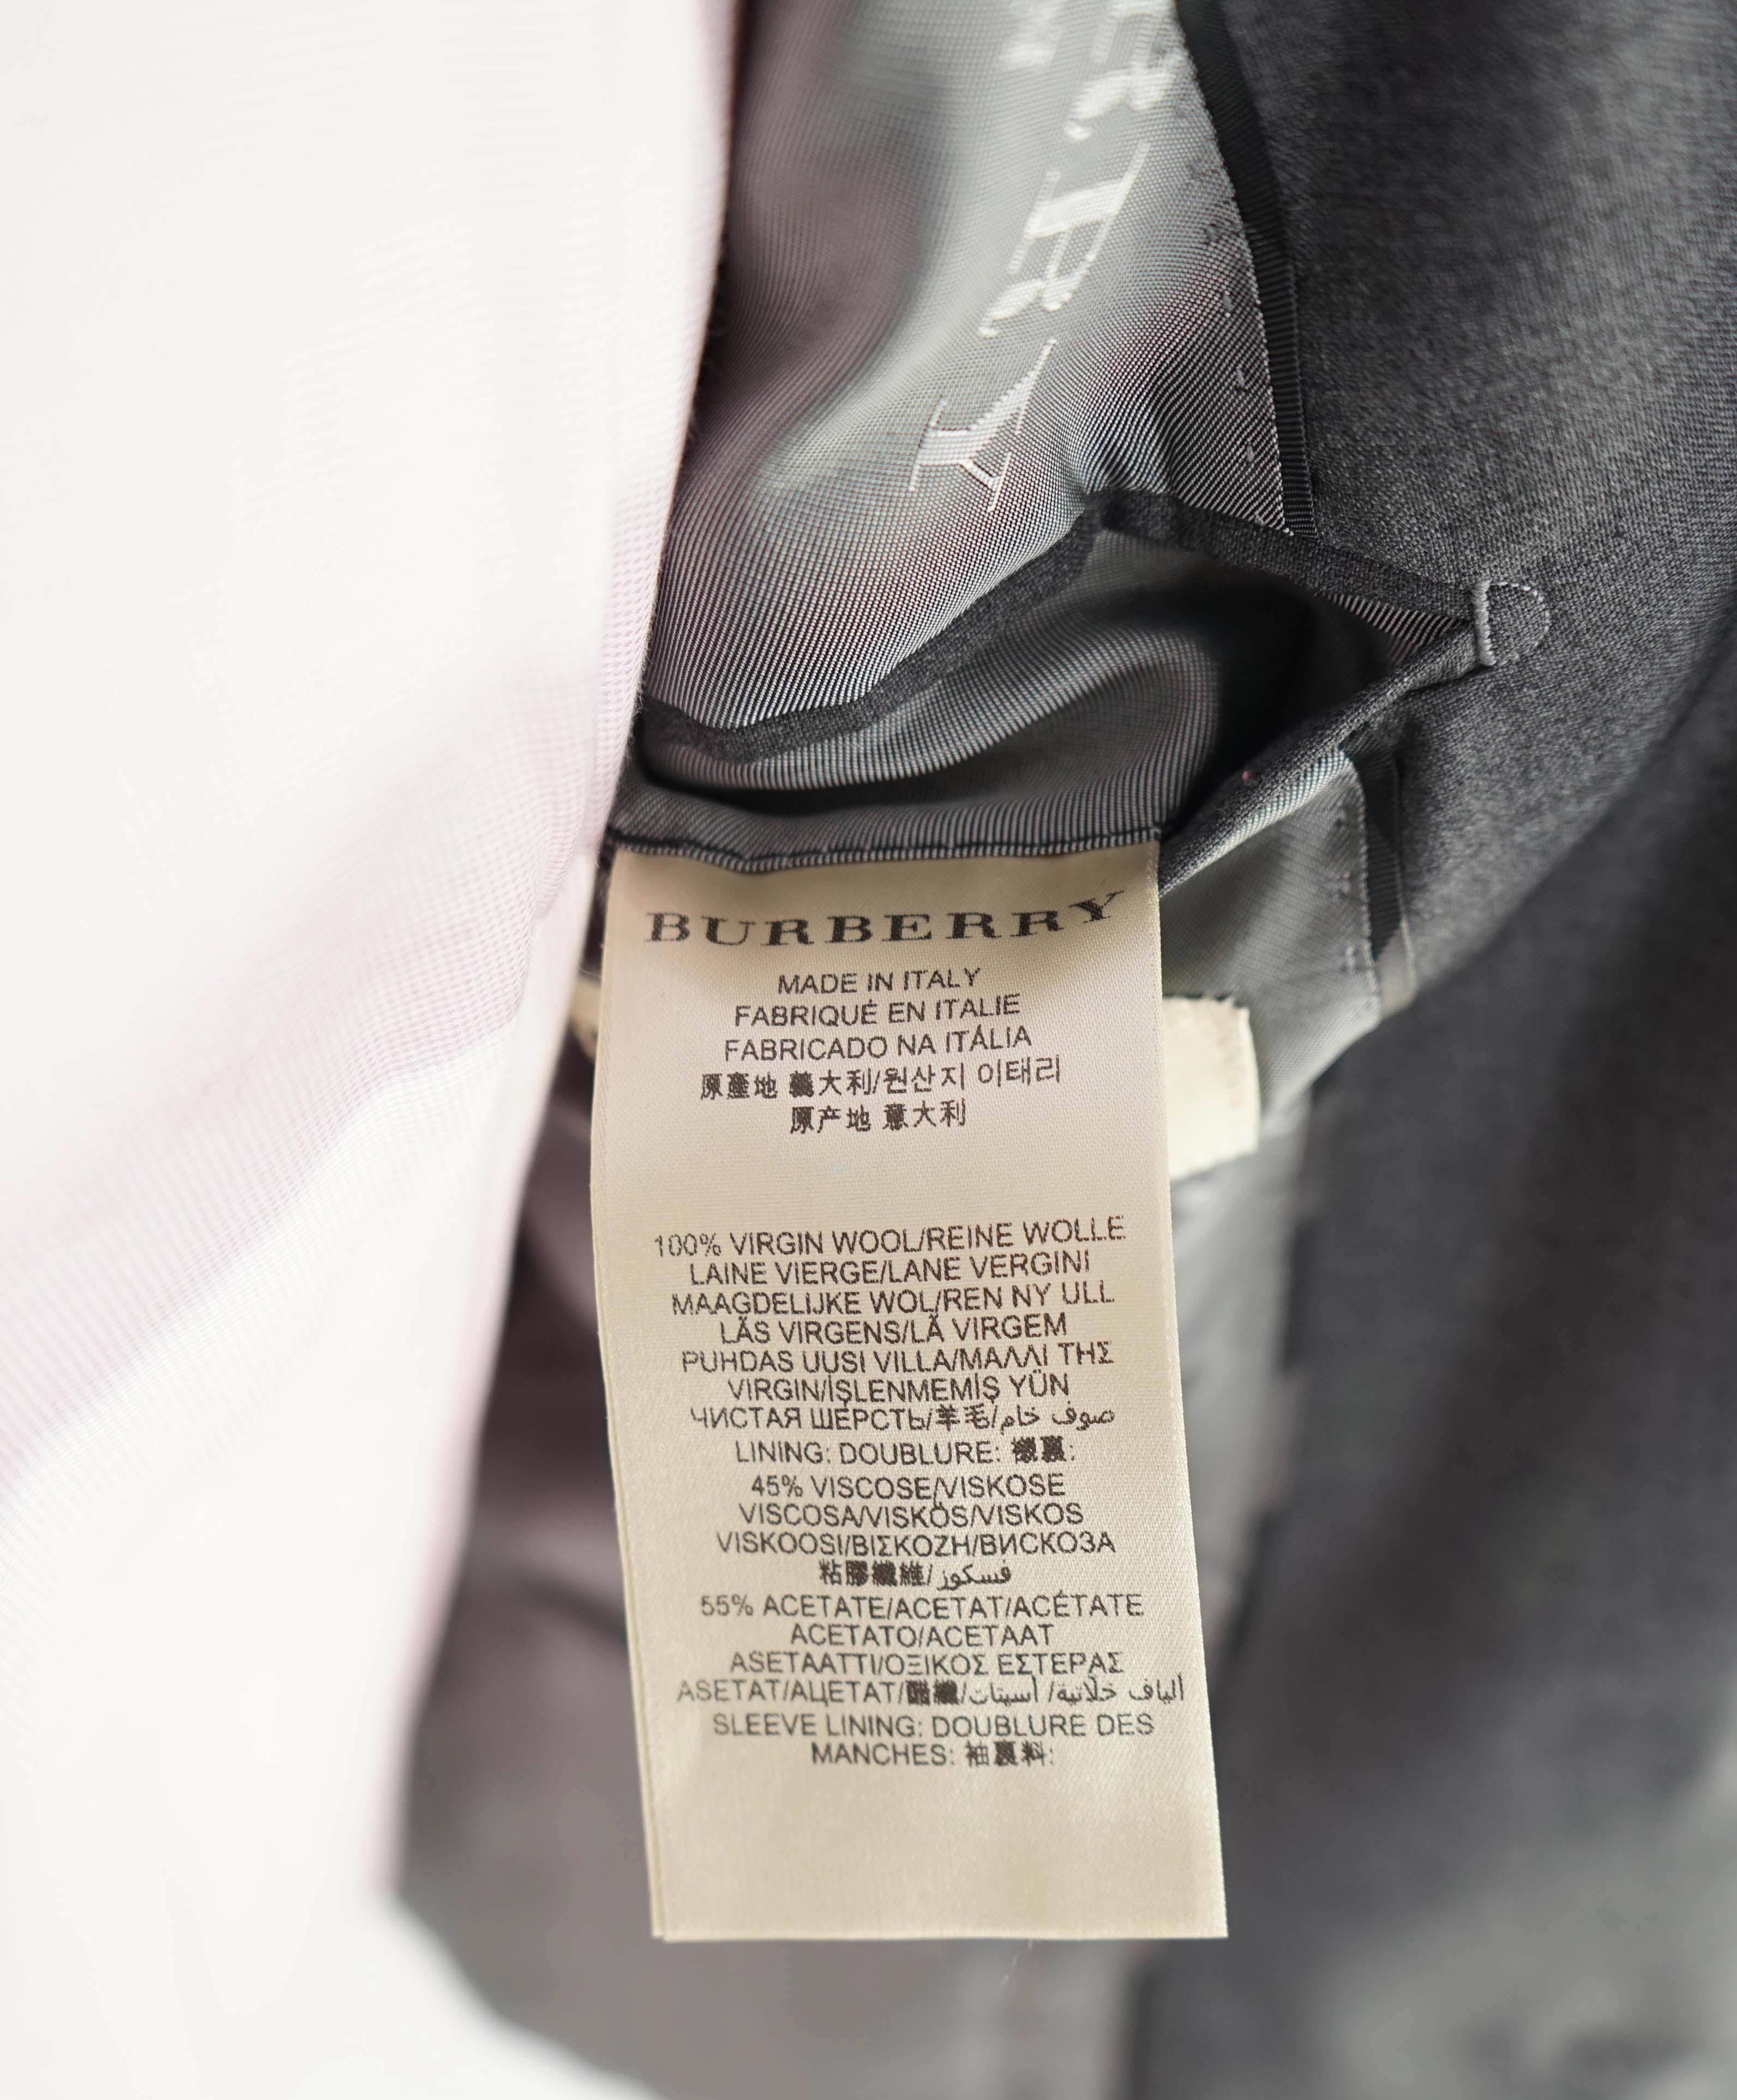 RRY
BURBERRY
MADE IN ITALY
FABRIQUÉ EN ITALIE
FABRICADO NA ITÁLIA
原產地 義大利/원산지 이태리
原产地 意大利
100% VIRGIN WOOL/REINE WOLLE
LAINE VIERGE/LANE VERGINI
MAAGDELIJKE WOL/REN NY ULL
LÃS VIRGENS/LÃ VIRGEM
PUHDAS UUSI VILLA/ΜΑΛΛΙ ΤΗΣ
VIRGIN/İŞLENMEMİŞ YÜN
ЧИСТАЯ ШЕРСТЬ/羊毛/صوف خام
LINING: DOUBLURE: 襯裏:
45% VISCOSE/VISKOSE
VISCOSA/VISKÖS/VISKOS
VISKOOSI/ΒΙΣΚΟΖΗ/ВИСКОЗА
粘膠纖維/فسكوز
55% ACETATE/ACETAT/ACÉTATE
ACETATO/ACETAAT
ASETAATTI/ΟΞΙΚΟΣ ΕΣΤΕΡΑΣ
ASETAT/АЦЕТАТ/醋纖/ألياف خلاتية/ أسيتات
SLEEVE LINING: DOUBLURE DES
MANCHES: 袖裏料: